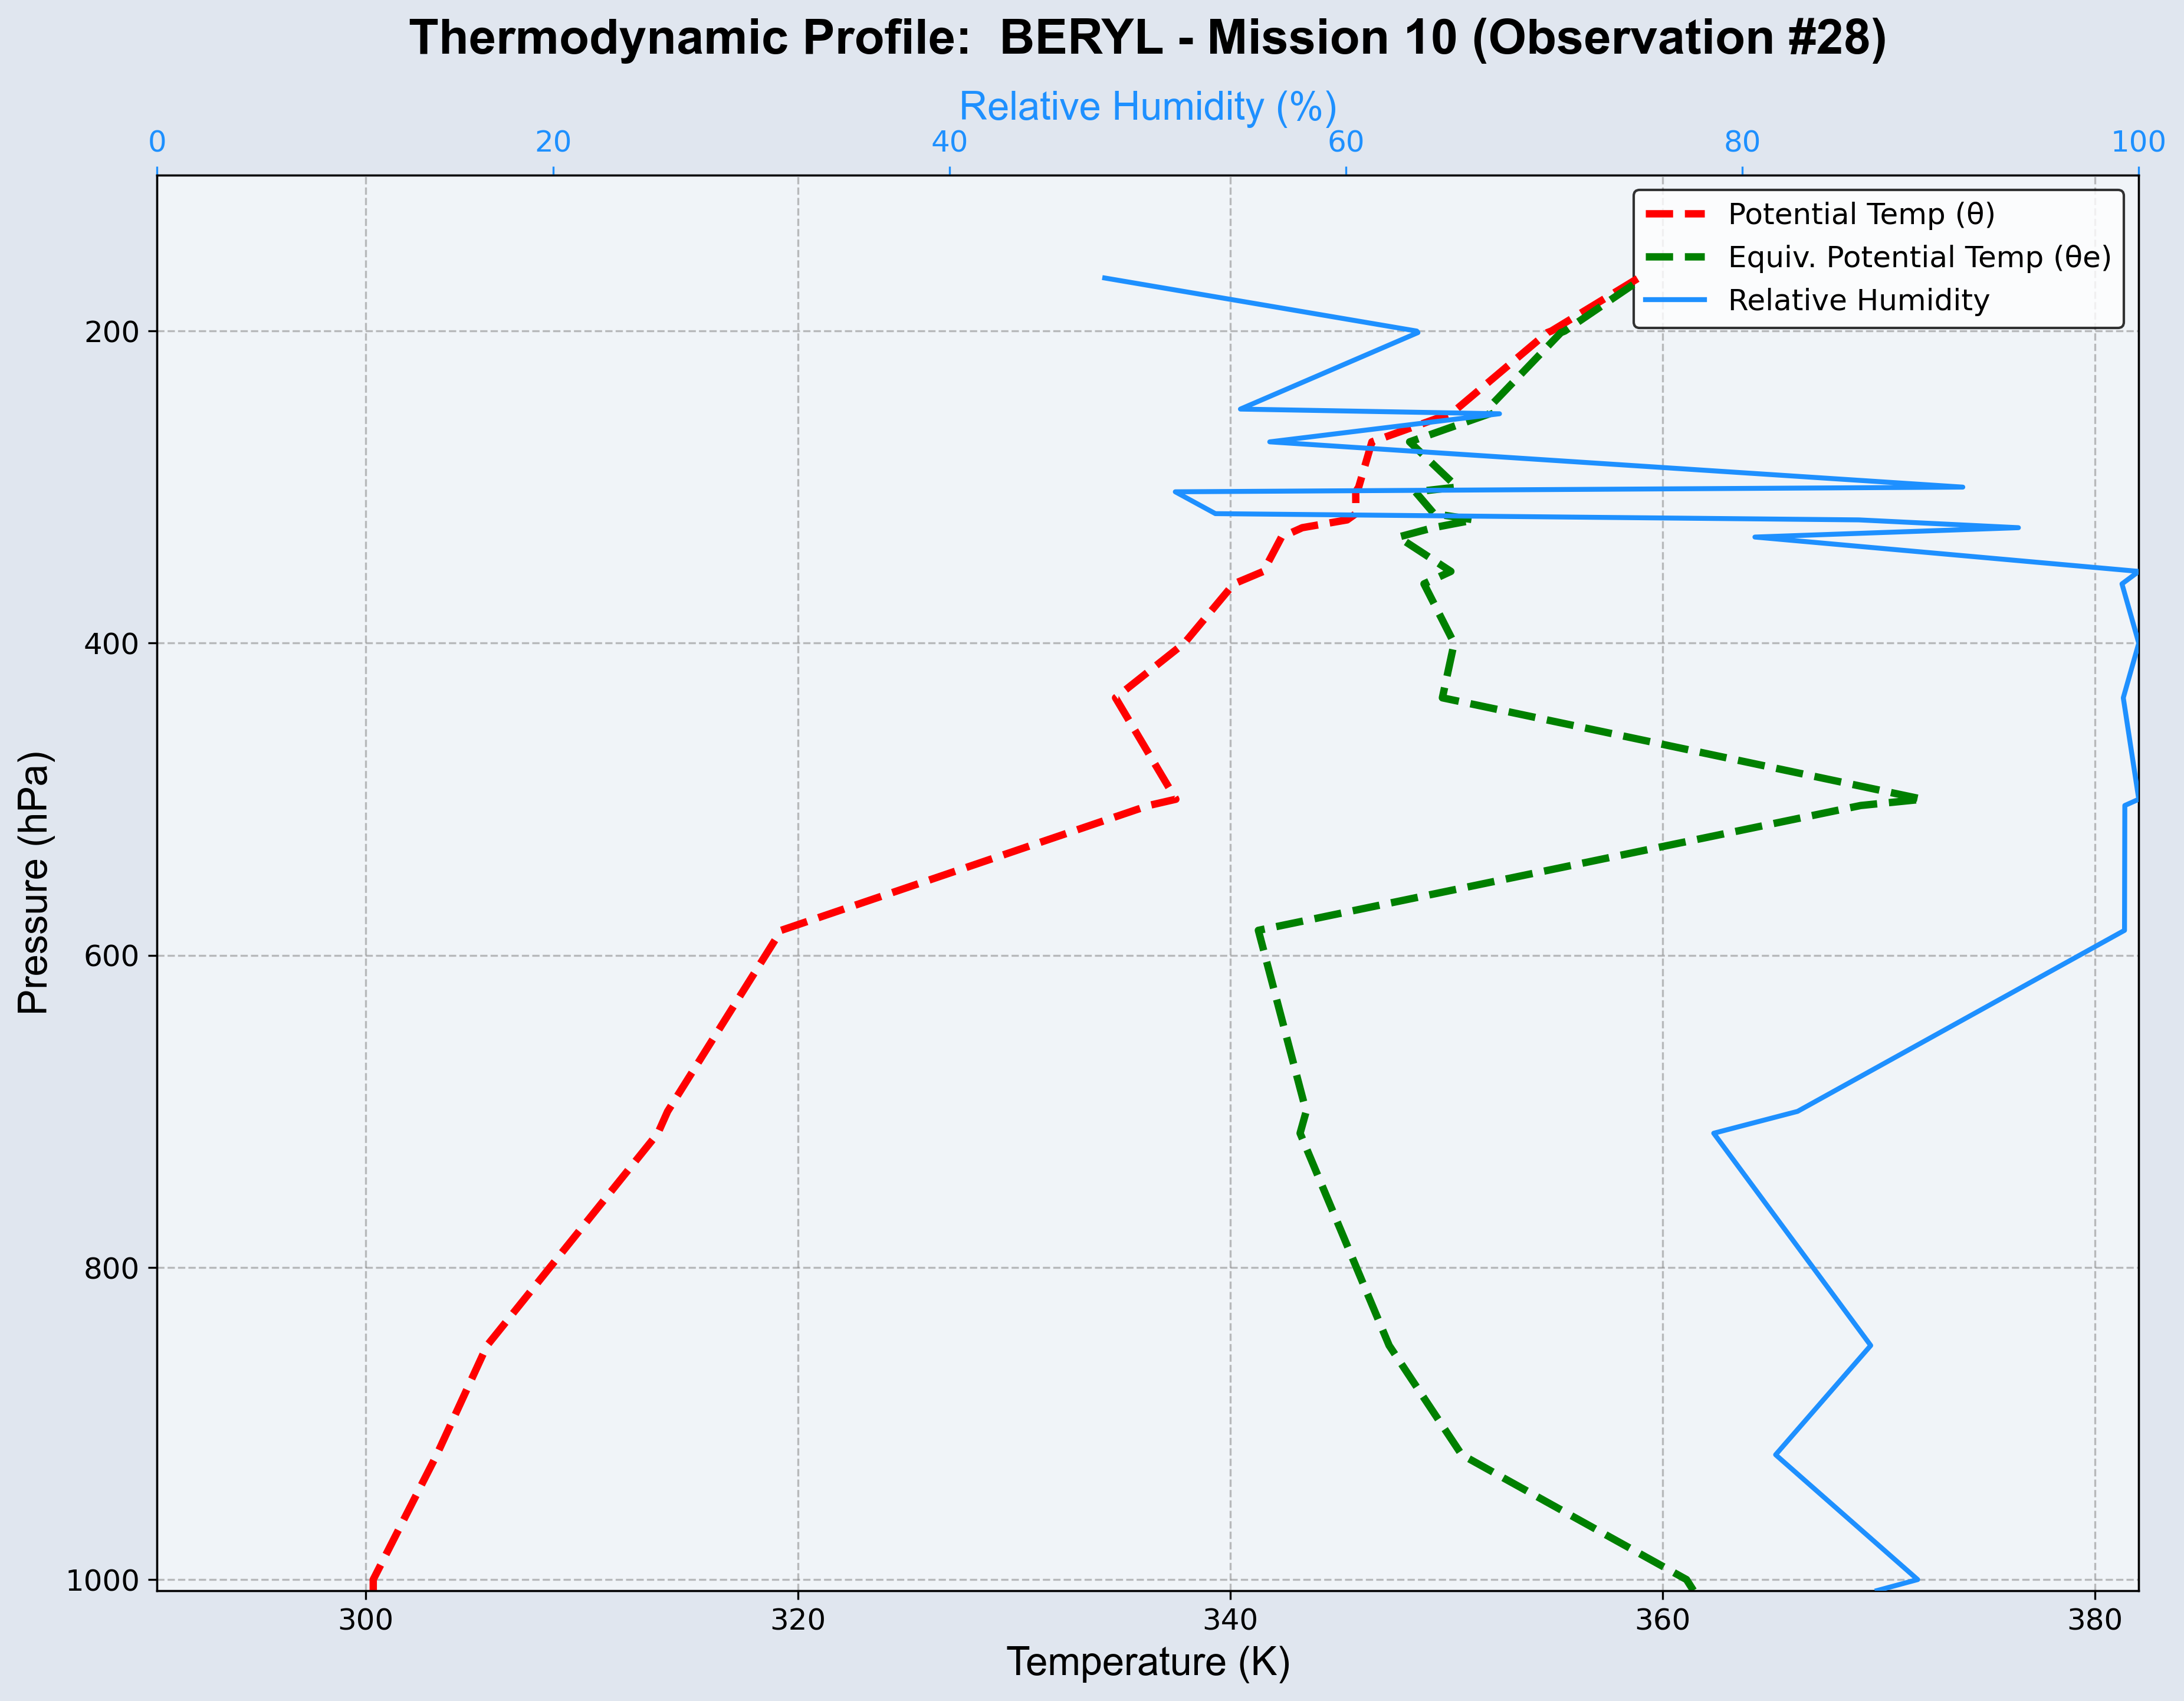 Thermodynamic Profile:  BERYL - Mission 10 (Observation #28)
Relative Humidity (%)
0 20 40 60 80 100
Potential Temp (θ)
Equiv. Potential Temp (θe)
Relative Humidity
200
400
600
800
1000
Pressure (hPa)
300 320 340 360 380
Temperature (K)